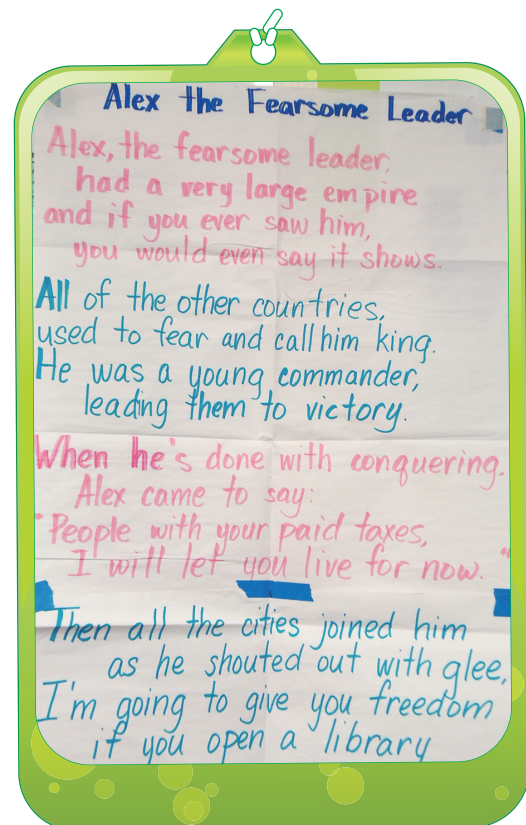 Alex the Fearsome Leader
Alex, the fearsome leader,
had a very large empire
and if you ever saw him,
you would even say it shows.
All of the other countries,
used to fear and call him king.
He was a young commander,
leading them to victory.
When he's done with conquering.
Alex came to say:
"People with your paid taxes,
I will let you live for now."
Then all the cities joined him
as he shouted out with glee,
I'm going to give you freedom
if you open a library